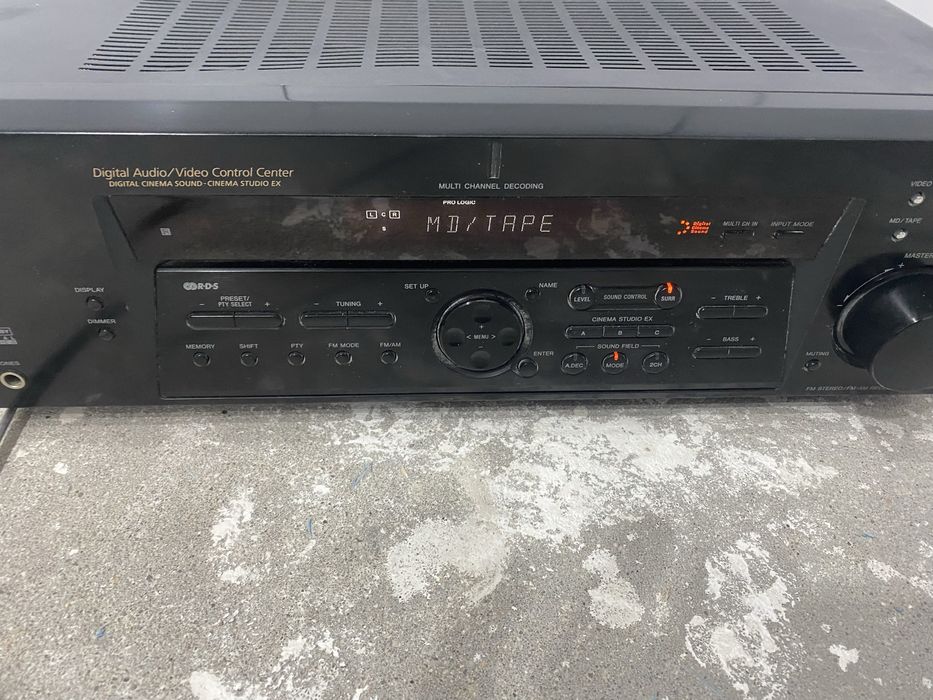 Digital Audio/Video Control Center
DIGITAL CINEMA SOUND-CINEMA STUDIO EX
MULTI CHANNEL DECODING
VIDEO
PRO LOGIC
L C R
S
MD/TAPE
Digital
Cinema
Sound
MULTI CH IN
INPUT MODE
MD/TAPE
MASTER
DISPLAY
DIMMER
R·D·S
PRESET/
- PTY SELECT +
- TUNING +
MEMORY
SHIFT
PTY
FM MODE
FM/AM
SET UP
NAME
+
< MENU >
-
ENTER
LEVEL
SOUND CONTROL
SURR
CINEMA STUDIO EX
A
B
C
SOUND FIELD
A.DEC
MODE
2CH
- TREBLE +
- BASS +
+
MUTING
ONES
FM STEREO/FM-AM RE